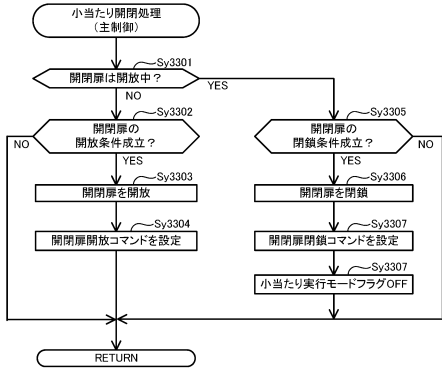 小当たり開閉処理
（主制御）
Sy3301
開閉扉は開放中？
YES
NO
Sy3302
開閉扉の
開放条件成立？
NO
YES
Sy3303
開閉扉を開放
Sy3304
開閉扉開放コマンドを設定
Sy3305
開閉扉の
閉鎖条件成立？
NO
YES
Sy3306
開閉扉を閉鎖
Sy3307
開閉扉閉鎖コマンドを設定
Sy3307
小当たり実行モードフラグOFF
RETURN